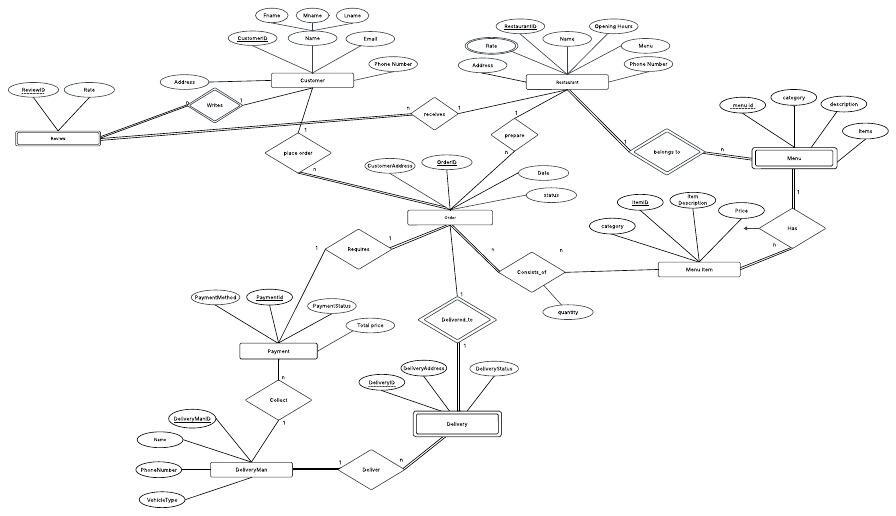 Fname
Mname
Lname
CustomerID
Name
Email
Phone Number
Address
Customer
RestaurantID
Opening Hours
Rate
Name
Menu
Address
Phone Number
Restaurant
ReviewID
Rate
Writes
n
1
Review
n
receives
1
1
prepare
n
1
place order
n
1
belongs to
n
menu id
category
description
items
Menu
CustomerAddress
OrderID
Date
status
Order
1
Has
n
category
ItemID
Item
Description
Price
Menu Item
1
Requires
1
n
Consists_of
n
quantity
PaymentMethod
PaymentId
PaymentStatus
Total price
Payment
1
Delivered_to
1
n
Collect
1
DeliveryID
DeliveryAddress
DeliveryStatus
Delivery
DeliveryManID
Name
PhoneNumber
VehicleType
DeliveryMan
1
Deliver
n